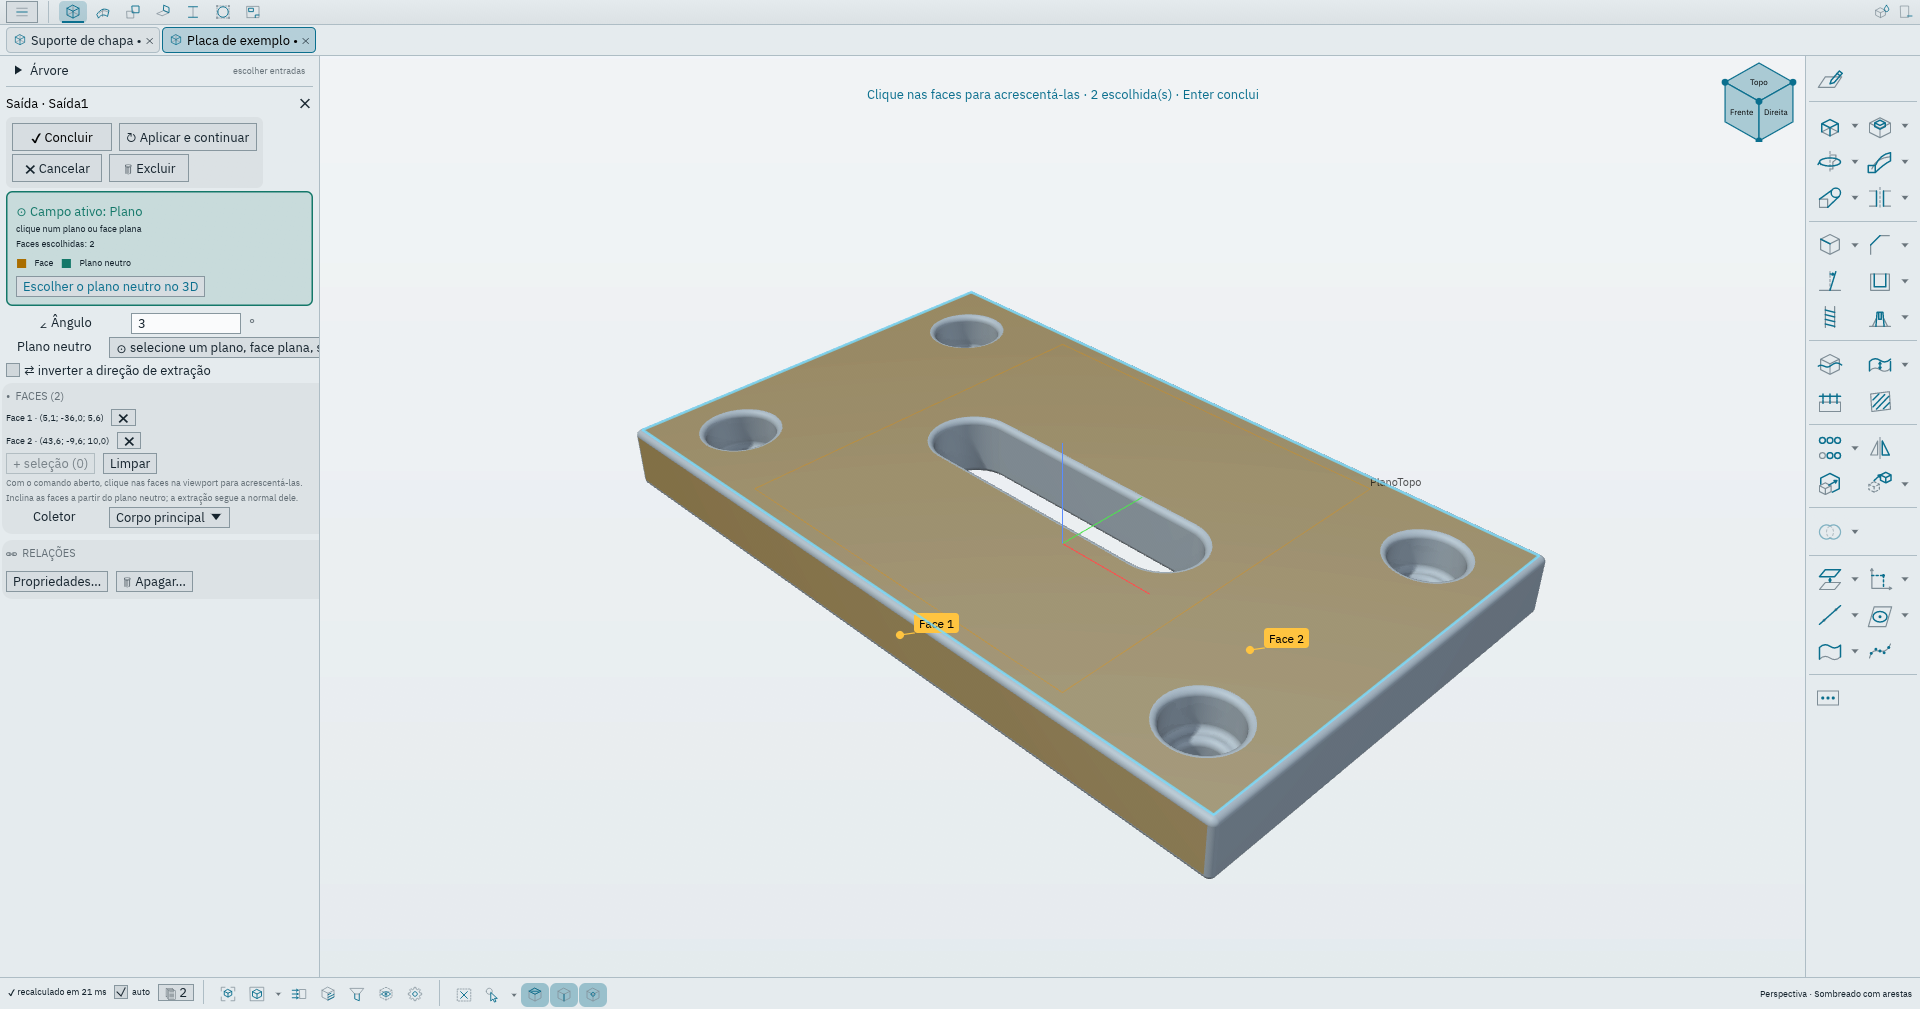 Suporte de chapa •
Placa de exemplo •
Árvore
escolher entradas
Saída · Saída1
Concluir
Aplicar e continuar
Cancelar
Excluir
Campo ativo: Plano
clique num plano ou face plana
Faces escolhidas: 2
Face
Plano neutro
Escolher o plano neutro no 3D
Ângulo
3
°
Plano neutro
selecione um plano, face plana, s
inverter a direção de extração
FACES (2)
Face 1 · (5,1; -36,0; 5,6)
Face 2 · (43,6; -9,6; 10,0)
+ seleção (0)
Limpar
Com o comando aberto, clique nas faces na viewport para acrescentá-las.
Inclina as faces a partir do plano neutro; a extração segue a normal dele.
Coletor
Corpo principal
RELAÇÕES
Propriedades...
Apagar...
Clique nas faces para acrescentá-las · 2 escolhida(s) · Enter conclui
Topo
Frente
Direita
PlanoTopo
Face 1
Face 2
recalculado em 21 ms
auto
2
Perspectiva · Sombreado com arestas